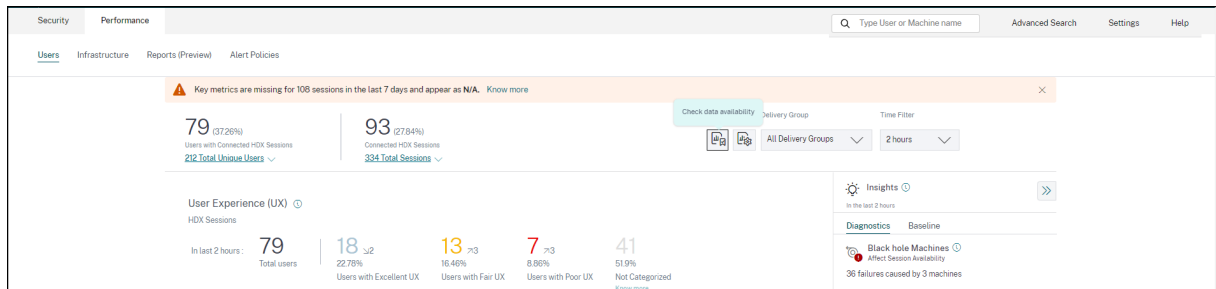 Security Performance Type User or Machine name Advanced Search Settings Help
Users Infrastructure Reports (Preview) Alert Policies
Key metrics are missing for 108 sessions in the last 7 days and appear as N/A. Know more
Check data availability
79 (37.26%)
Users with Connected HDX Sessions
212 Total Unique Users
93 (27.84%)
Connected HDX Sessions
334 Total Sessions
Delivery Group
All Delivery Groups
Time Filter
2 hours
User Experience (UX)
HDX Sessions
In last 2 hours :
79
Total users
18 2
22.78%
Users with Excellent UX
13 3
16.46%
Users with Fair UX
7 3
8.86%
Users with Poor UX
41
51.9%
Not Categorized
Know more
Insights
In the last 2 hours
Diagnostics Baseline
Black hole Machines
Affect Session Availability
36 failures caused by 3 machines